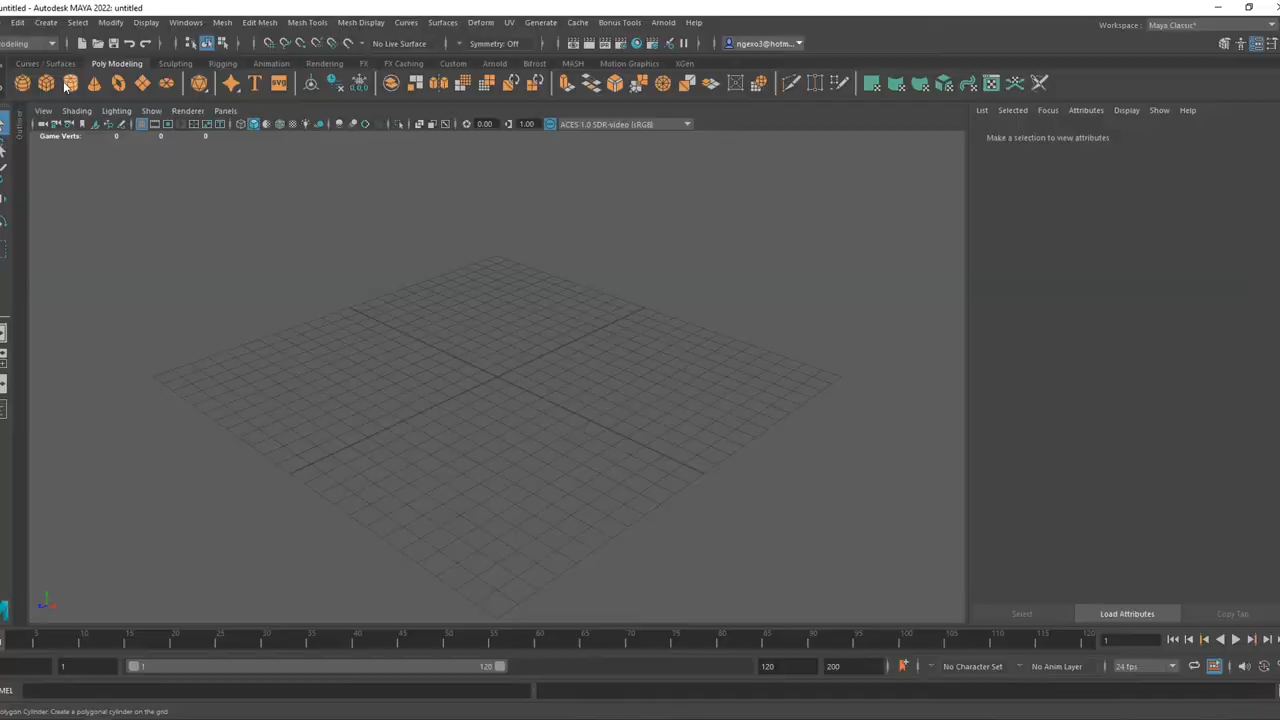 untitled - Autodesk MAYA 2022: untitled
Edit Create Select Modify Display Windows Mesh Edit Mesh Mesh Tools Mesh Display Curves Surfaces Deform UV Generate Cache Bonus Tools Arnold Help
Workspace: Maya Classic*
odeling No Live Surface Symmetry: Off ngexo3@hotm...
Curves / Surfaces Poly Modeling Sculpting Rigging Animation Rendering FX FX Caching Custom Arnold Bifrost MASH Motion Graphics XGen
T SVG
Outliner
View Shading Lighting Show Renderer Panels
List Selected Focus Attributes Display Show Help
0.00 1.00 ACES 1.0 SDR-video (sRGB)
Game Verts: 0 0 0
Make a selection to view attributes
Select Load Attributes Copy Tab
5 10 15 20 25 30 35 40 45 50 55 60 65 70 75 80 85 90 95 100 105 110 115 120 1
1 1 120 120 200 No Character Set No Anim Layer 24 fps
MEL
olygon Cylinder: Create a polygonal cylinder on the grid